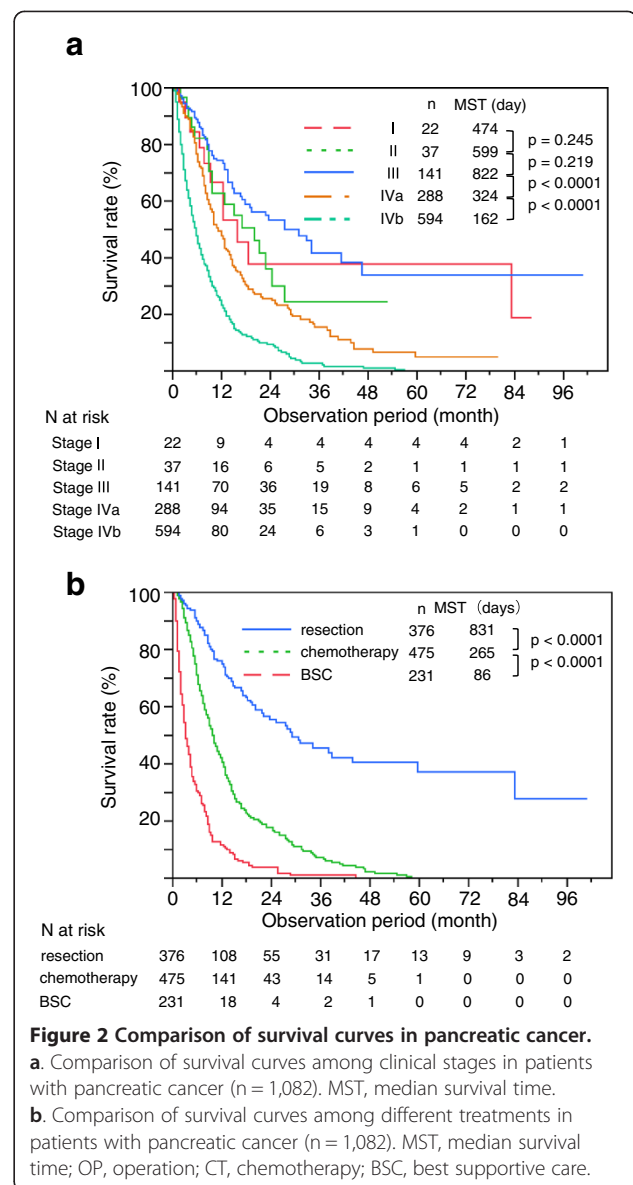 a
n MST (day)
I 22 474
II 37 599
III 141 822
IVa 288 324
IVb 594 162
p = 0.245
p = 0.219
p < 0.0001
p < 0.0001
Survival rate (%)
100
80
60
40
20
0 12 24 36 48 60 72 84 96
Observation period (month)
N at risk
Stage I 22 9 4 4 4 4 4 2 1
Stage II 37 16 6 5 2 1 1 1 1
Stage III 141 70 36 19 8 6 5 2 2
Stage IVa 288 94 35 15 9 4 2 1 1
Stage IVb 594 80 24 6 3 1 0 0 0
b
n MST (days)
resection 376 831
chemotherapy 475 265
BSC 231 86
p < 0.0001
p < 0.0001
Survival rate (%)
100
80
60
40
20
0 12 24 36 48 60 72 84 96
Observation period (month)
N at risk
resection 376 108 55 31 17 13 9 3 2
chemotherapy 475 141 43 14 5 1 0 0 0
BSC 231 18 4 2 1 0 0 0 0
Figure 2 Comparison of survival curves in pancreatic cancer.
a. Comparison of survival curves among clinical stages in patients
with pancreatic cancer (n = 1,082). MST, median survival time.
b. Comparison of survival curves among different treatments in
patients with pancreatic cancer (n = 1,082). MST, median survival
time; OP, operation; CT, chemotherapy; BSC, best supportive care.